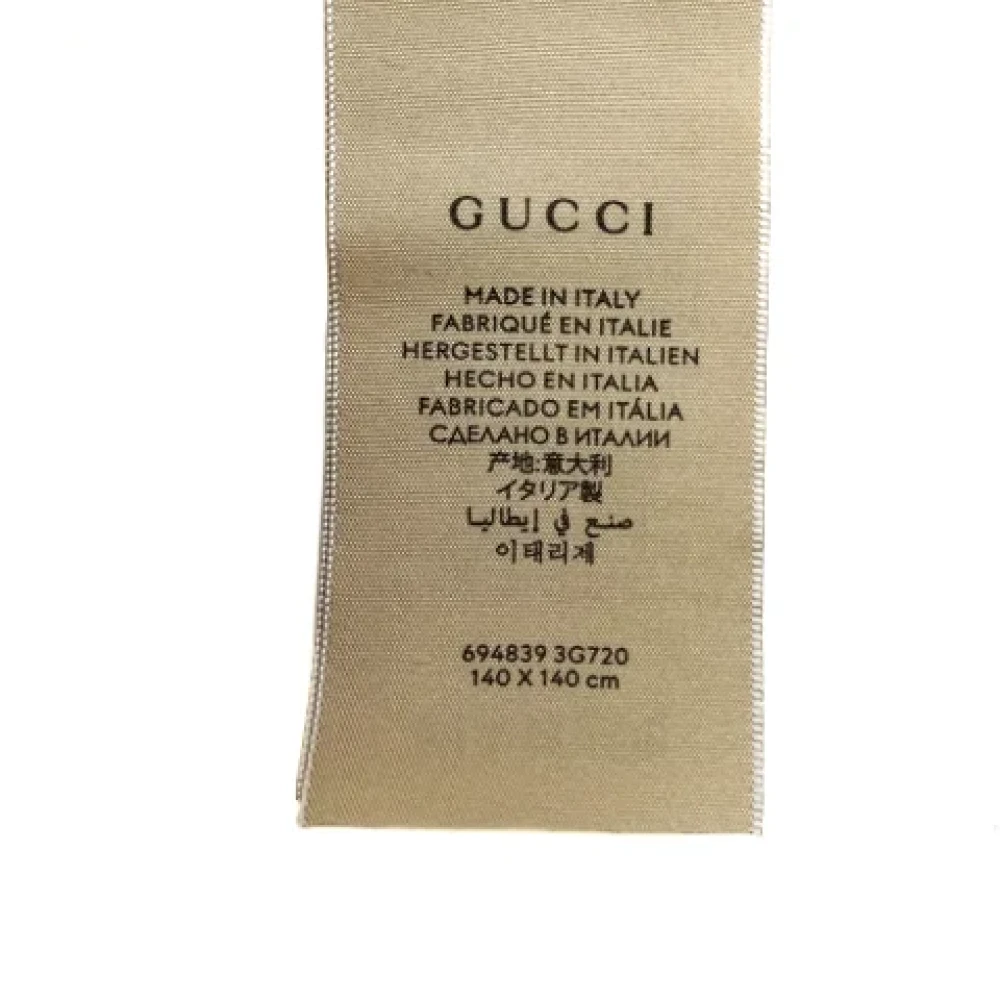 GUCCI
MADE IN ITALY
FABRIQUÉ EN ITALIE
HERGESTELLT IN ITALIEN
HECHO EN ITALIA
FABRICADO EM ITÁLIA
СДЕЛАНО В ИТАЛИИ
产地:意大利
イタリア製
صنع في إيطاليا
이태리제
694839 3G720
140 X 140 cm